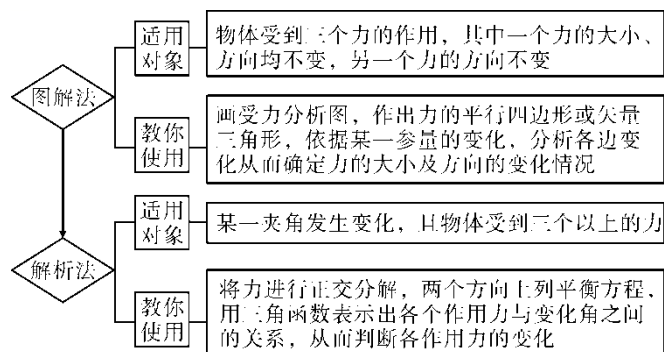 适用
对象
物体受到三个力的作用，其中一个力的大小、
方向均不变，另一个力的方向不变
图解法
教你
使用
画受力分析图，作出力的平行四边形或矢量
三角形，依据某一参量的变化，分析各边变
化从而确定力的大小及方向的变化情况
适用
对象
某一夹角发生变化，且物体受到三个以上的力
解析法
教你
使用
将力进行正交分解，两个方向上列平衡方程，
用三角函数表示出各个作用力与变化角之间
的关系，从而判断各作用力的变化